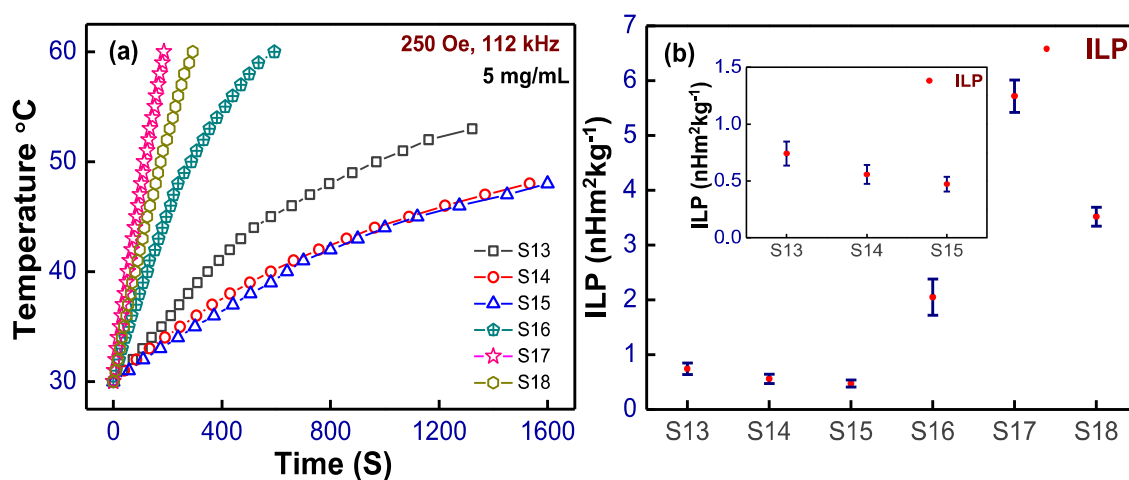 (a)
250 Oe, 112 kHz
5 mg/mL
Temperature °C
60
50
40
30
S13
S14
S15
S16
S17
S18
0
400
800
1200
1600
Time (S)
(b)
ILP
ILP (nHm²kg⁻¹)
7
6
5
4
3
2
1
0
S13
S14
S15
S16
S17
S18
ILP
ILP (nHm²kg⁻¹)
1.5
1.0
0.5
0.0
S13
S14
S15